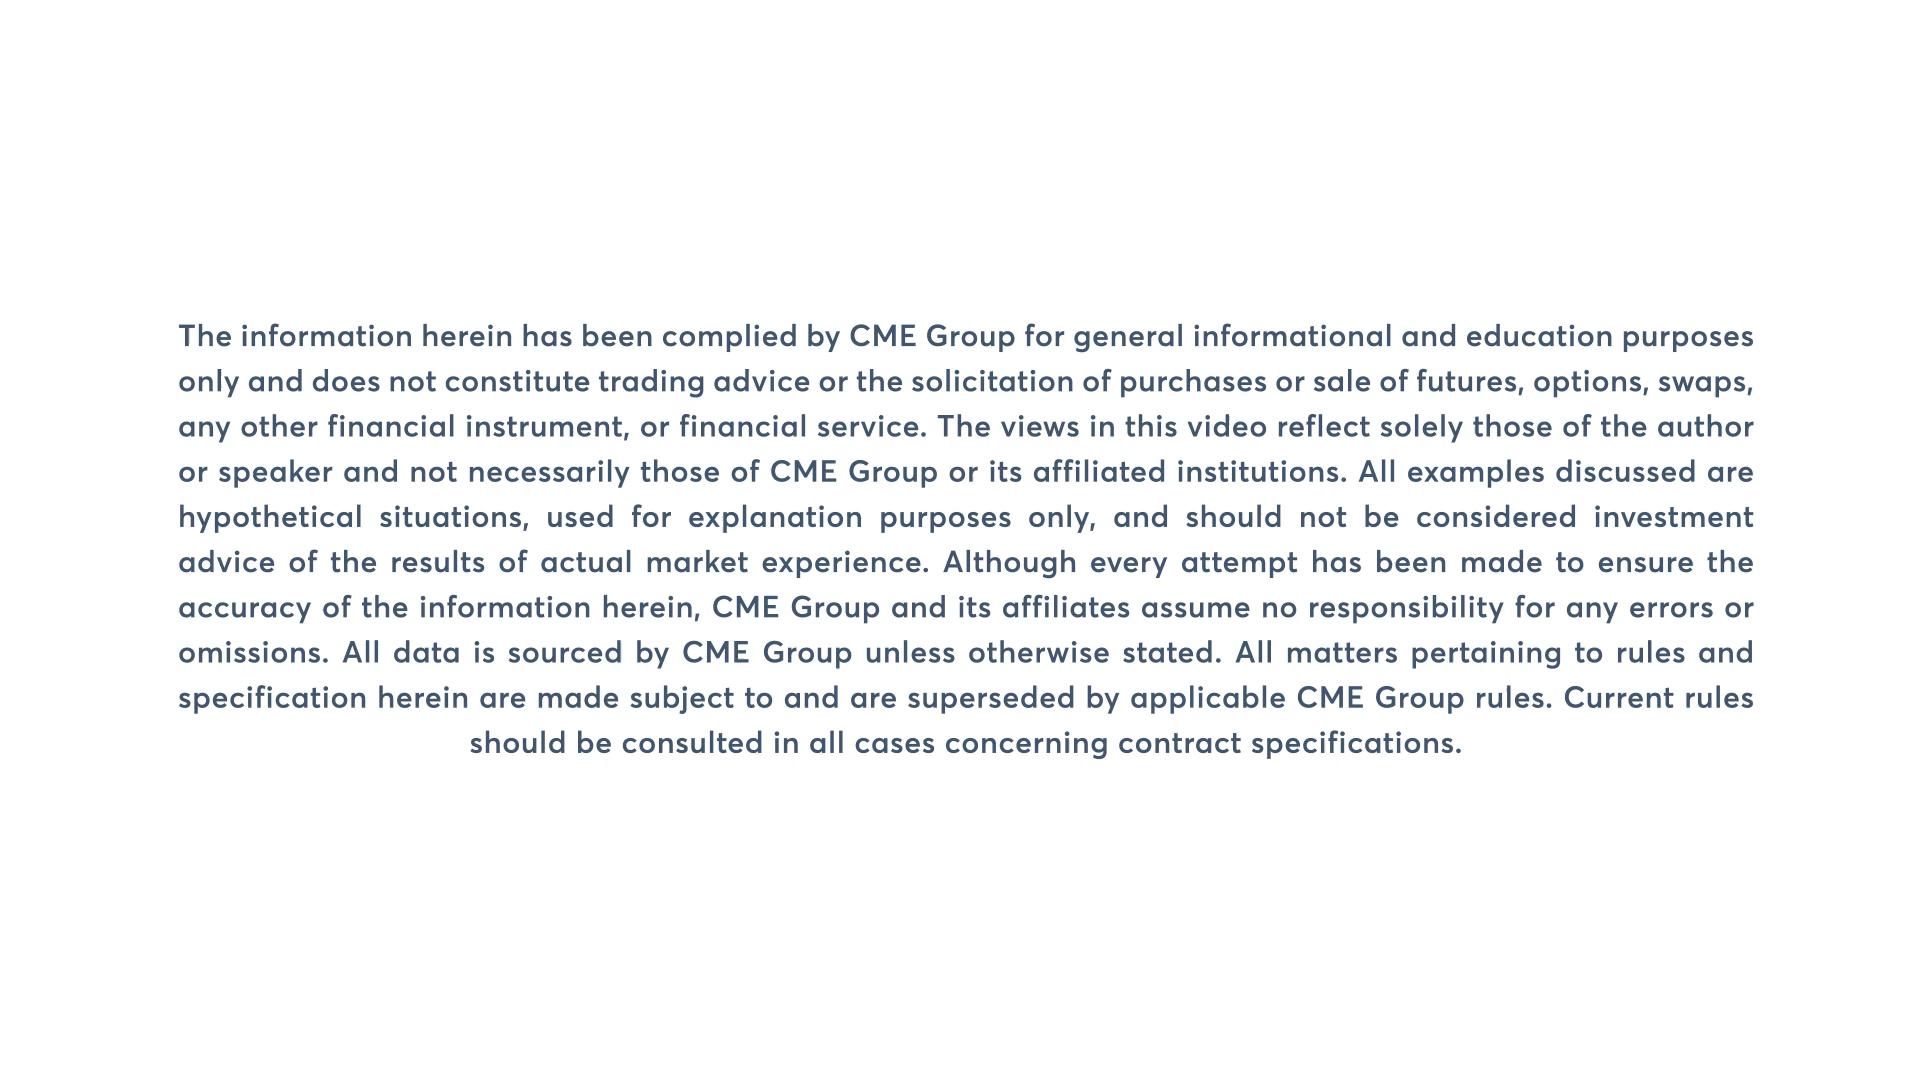 The information herein has been complied by CME Group for general informational and education purposes
only and does not constitute trading advice or the solicitation of purchases or sale of futures, options, swaps,
any other financial instrument, or financial service. The views in this video reflect solely those of the author
or speaker and not necessarily those of CME Group or its affiliated institutions. All examples discussed are
hypothetical situations, used for explanation purposes only, and should not be considered investment
advice of the results of actual market experience. Although every attempt has been made to ensure the
accuracy of the information herein, CME Group and its affiliates assume no responsibility for any errors or
omissions. All data is sourced by CME Group unless otherwise stated. All matters pertaining to rules and
specification herein are made subject to and are superseded by applicable CME Group rules. Current rules
should be consulted in all cases concerning contract specifications.